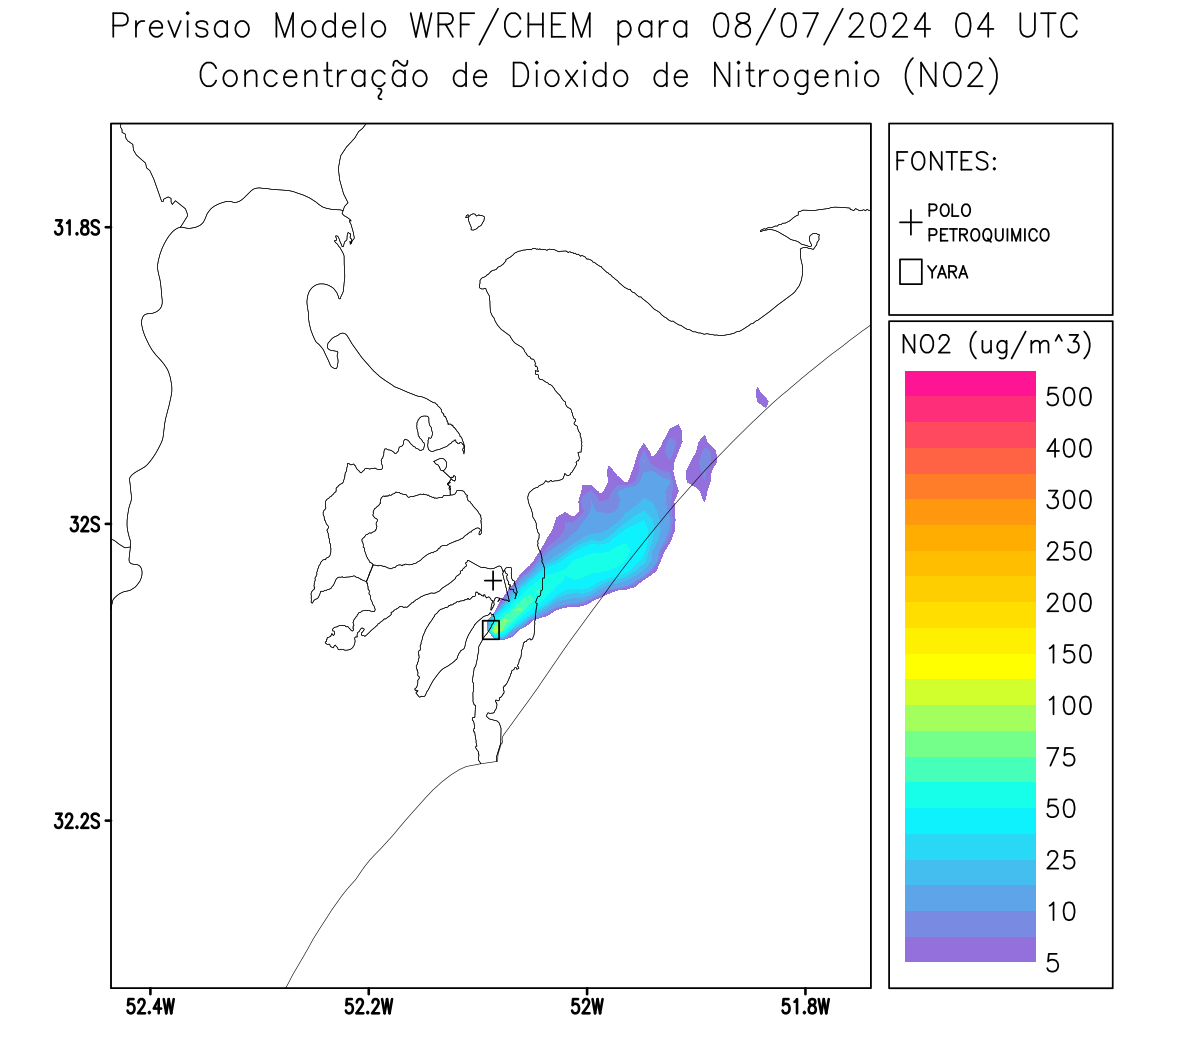 Previsao Modelo WRF/CHEM para 08/07/2024 04 UTC
Concentração de Dioxido de Nitrogenio (NO2)
FONTES:
POLO
PETROQUIMICO
YARA
NO2 (ug/m^3)
500
400
300
250
200
150
100
75
50
25
10
5
31.8S
32S
32.2S
52.4W
52.2W
52W
51.8W